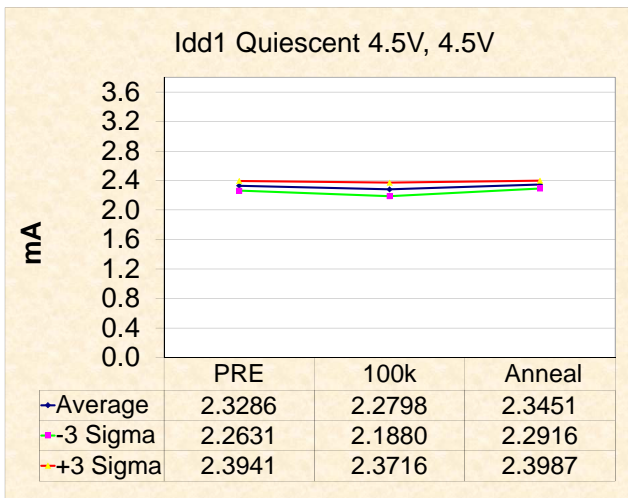 Idd1 Quiescent 4.5V, 4.5V
mA
3.6
3.2
2.8
2.4
2.0
1.6
1.2
0.8
0.4
0.0
PRE 100k Anneal
Average 2.3286 2.2798 2.3451
-3 Sigma 2.2631 2.1880 2.2916
+3 Sigma 2.3941 2.3716 2.3987